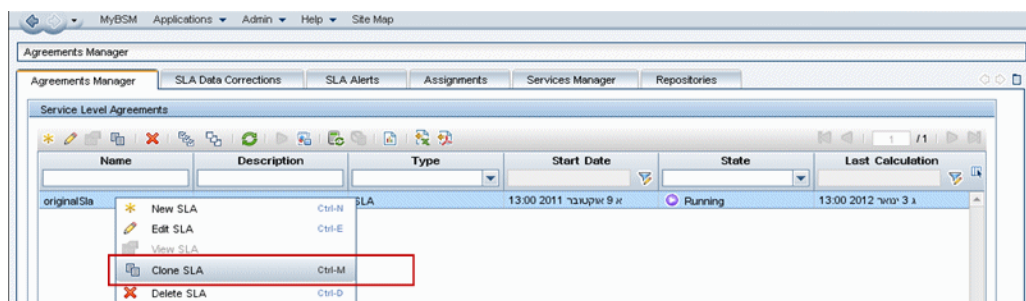 MyBSM Applications Admin Help Site Map
Agreements Manager
Agreements Manager SLA Data Corrections SLA Alerts Assignments Services Manager Repositories
Service Level Agreements
1 /1
Name Description Type Start Date State Last Calculation
originalSla SLA א 9 אוקטובר 2011 13:00 Running ג 3 ינואר 2012 13:00
New SLA Ctrl-N
Edit SLA Ctrl-E
View SLA
Clone SLA Ctrl-M
Delete SLA Ctrl-D